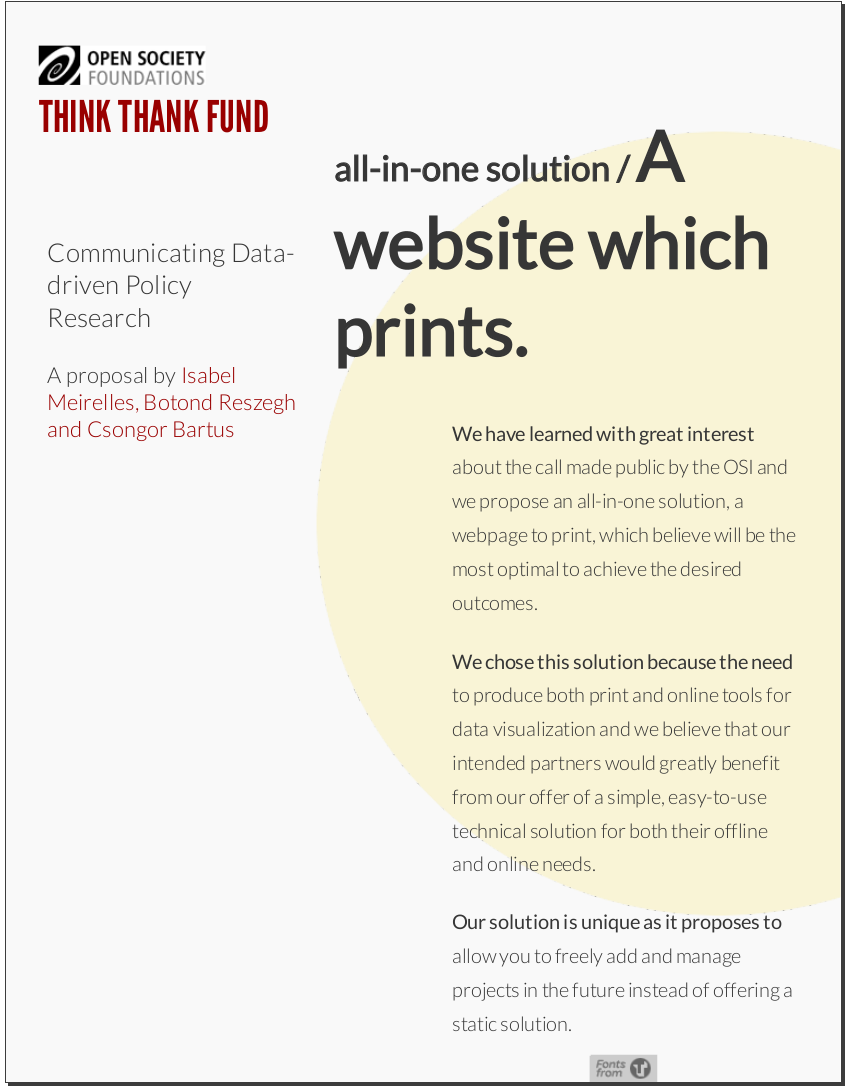 OPEN SOCIETY
FOUNDATIONS
THINK THANK FUND
all-in-one solution / A
website which
prints.
Communicating Data-
driven Policy
Research
A proposal by Isabel
Meirelles, Botond Reszegh
and Csongor Bartus
We have learned with great interest
about the call made public by the OSI and
we propose an all-in-one solution, a
webpage to print, which believe will be the
most optimal to achieve the desired
outcomes.
We chose this solution because the need
to produce both print and online tools for
data visualization and we believe that our
intended partners would greatly benefit
from our offer of a simple, easy-to-use
technical solution for both their offline
and online needs.
Our solution is unique as it proposes to
allow you to freely add and manage
projects in the future instead of offering a
static solution.
Fonts
from